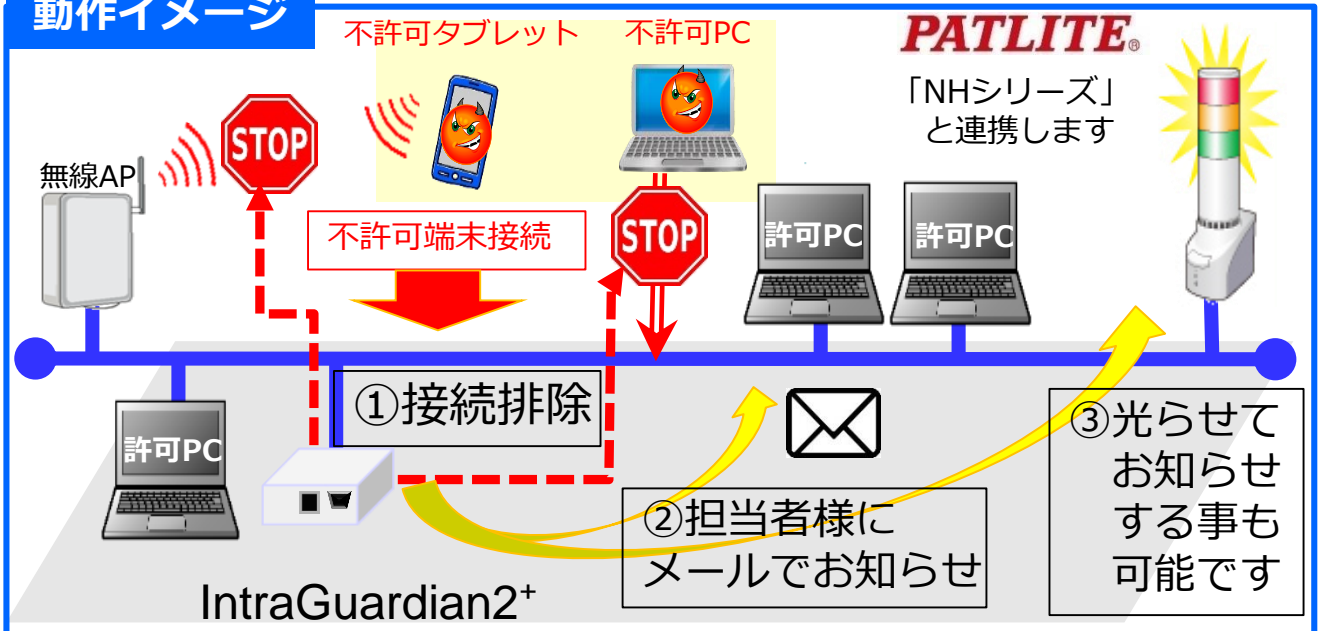 動作イメージ
不許可タブレット
不許可PC
PATLITE®
「NHシリーズ」
と連携します
STOP
無線AP
不許可端末接続
STOP
許可PC
許可PC
①接続排除
許可PC
②担当者様に
メールでお知らせ
③光らせて
お知らせ
する事も
可能です
IntraGuardian2⁺